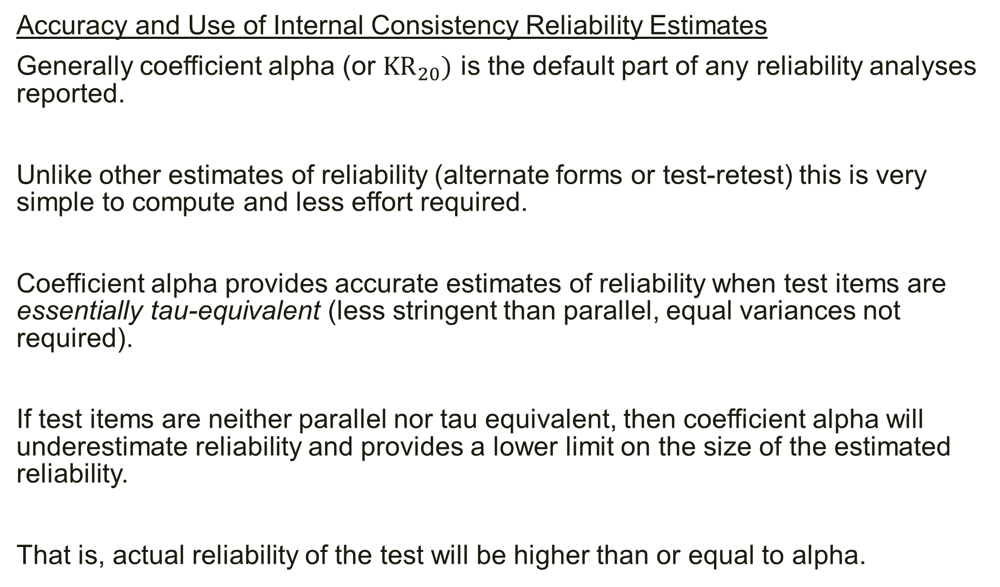 Accuracy and Use of Internal Consistency Reliability Estimates
Generally coefficient alpha (or KR₂₀) is the default part of any reliability analyses
reported.
Unlike other estimates of reliability (alternate forms or test-retest) this is very
simple to compute and less effort required.
Coefficient alpha provides accurate estimates of reliability when test items are
essentially tau-equivalent (less stringent than parallel, equal variances not
required).
If test items are neither parallel nor tau equivalent, then coefficient alpha will
underestimate reliability and provides a lower limit on the size of the estimated
reliability.
That is, actual reliability of the test will be higher than or equal to alpha.